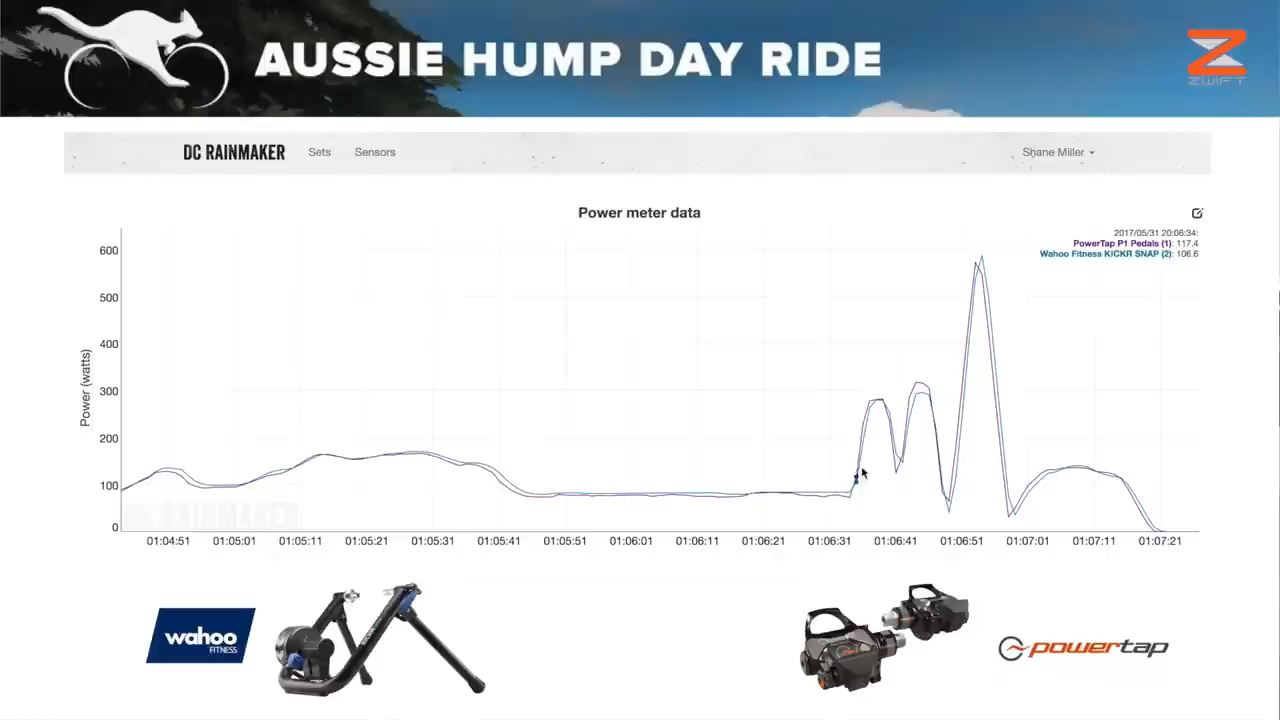 AUSSIE HUMP DAY RIDE
ZWIFT
DC RAINMAKER Sets Sensors Shane Miller
Power meter data
2017/05/31 20:06:34:
PowerTap P1 Pedals (1): 117.4
Wahoo Fitness KICKR SNAP (2): 106.6
600
500
400
300
200
100
0
Power (watts)
DC RAINMAKER
01:04:51 01:05:01 01:05:11 01:05:21 01:05:31 01:05:41 01:05:51 01:06:01 01:06:11 01:06:21 01:06:31 01:06:41 01:06:51 01:07:01 01:07:11 01:07:21
wahoo
FITNESS
powertap